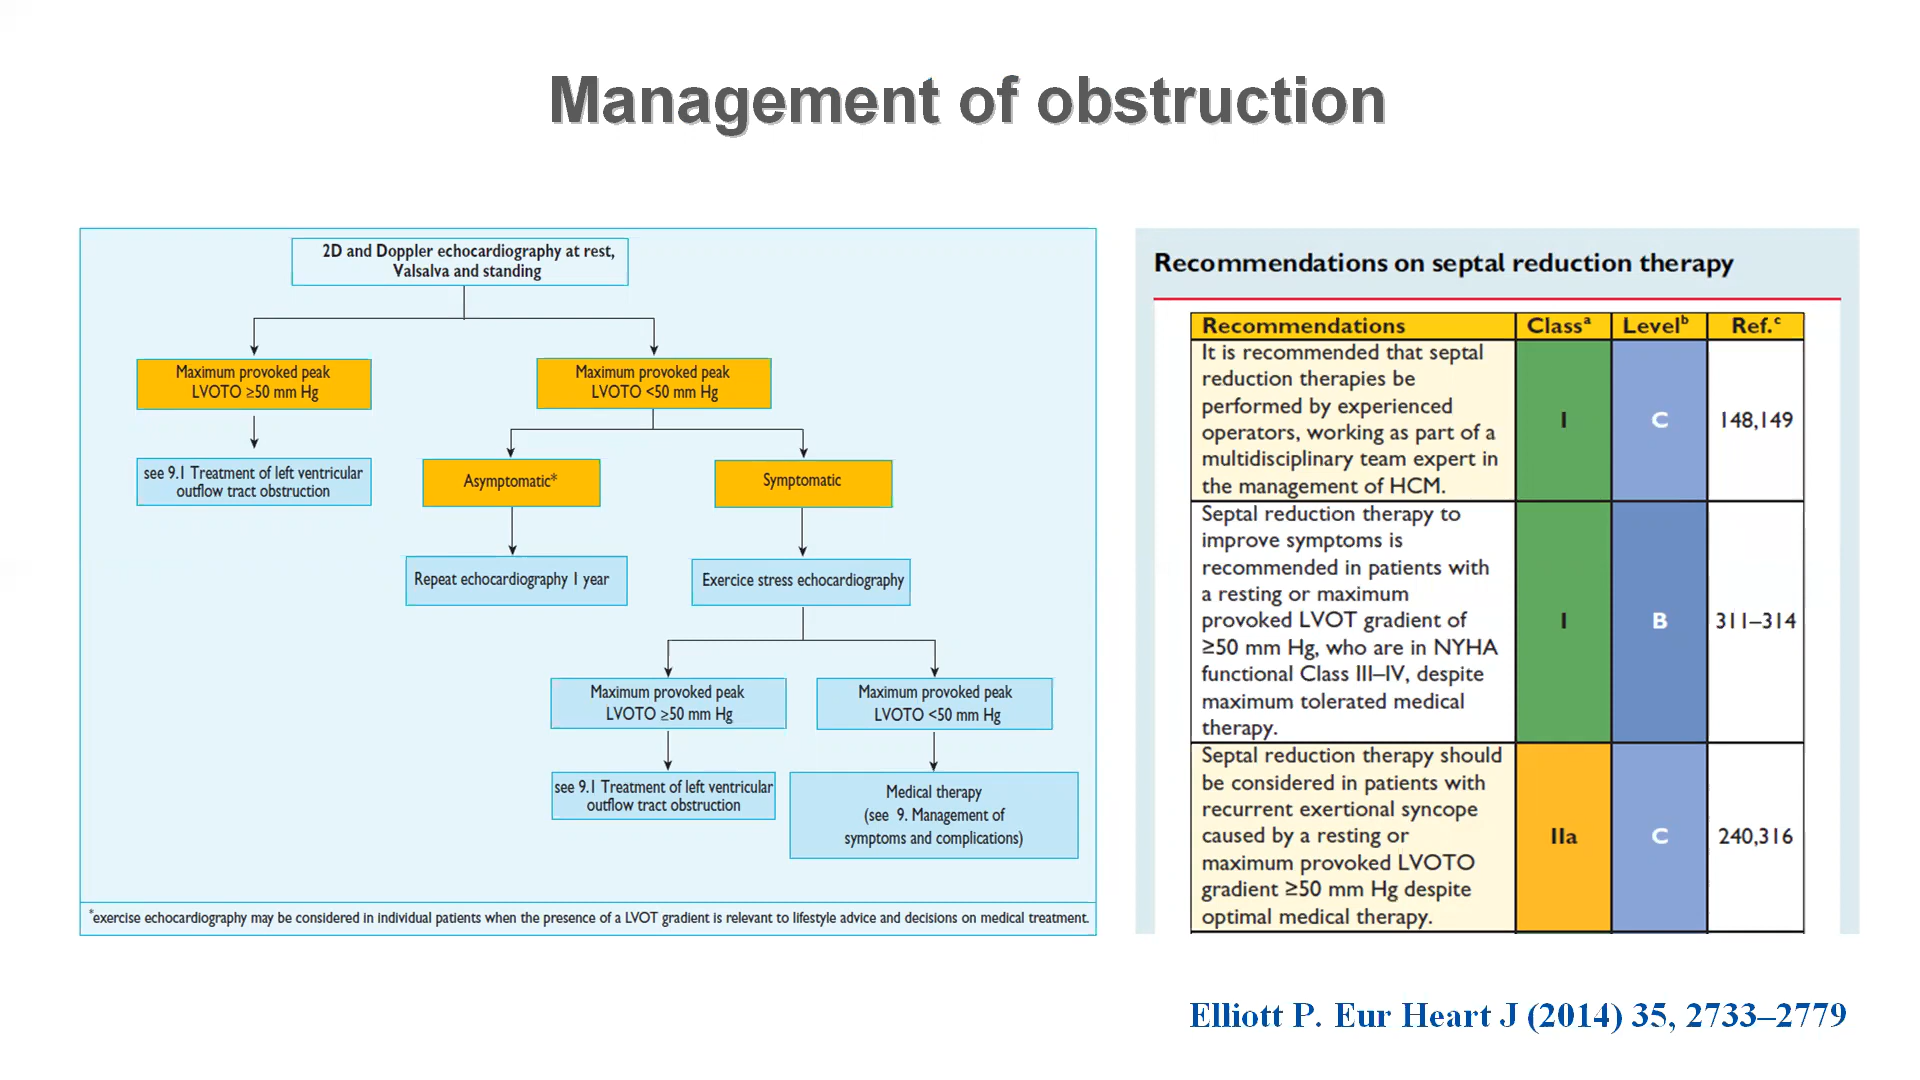 Management of obstruction
2D and Doppler echocardiography at rest,
Valsalva and standing
Maximum provoked peak
LVOTO ≥50 mm Hg
Maximum provoked peak
LVOTO <50 mm Hg
see 9.1 Treatment of left ventricular
outflow tract obstruction
Asymptomatic*
Symptomatic
Repeat echocardiography 1 year
Exercice stress echocardiography
Maximum provoked peak
LVOTO ≥50 mm Hg
Maximum provoked peak
LVOTO <50 mm Hg
see 9.1 Treatment of left ventricular
outflow tract obstruction
Medical therapy
(see 9. Management of
symptoms and complications)
*exercise echocardiography may be considered in individual patients when the presence of a LVOT gradient is relevant to lifestyle advice and decisions on medical treatment.
Recommendations on septal reduction therapy
Recommendations Classᵃ Levelᵇ Ref.ᶜ
It is recommended that septal
reduction therapies be
performed by experienced
operators, working as part of a
multidisciplinary team expert in
the management of HCM.
I C 148,149
Septal reduction therapy to
improve symptoms is
recommended in patients with
a resting or maximum
provoked LVOT gradient of
≥50 mm Hg, who are in NYHA
functional Class III–IV, despite
maximum tolerated medical
therapy.
I B 311–314
Septal reduction therapy should
be considered in patients with
recurrent exertional syncope
caused by a resting or
maximum provoked LVOTO
gradient ≥50 mm Hg despite
optimal medical therapy.
IIa C 240,316
Elliott P. Eur Heart J (2014) 35, 2733–2779